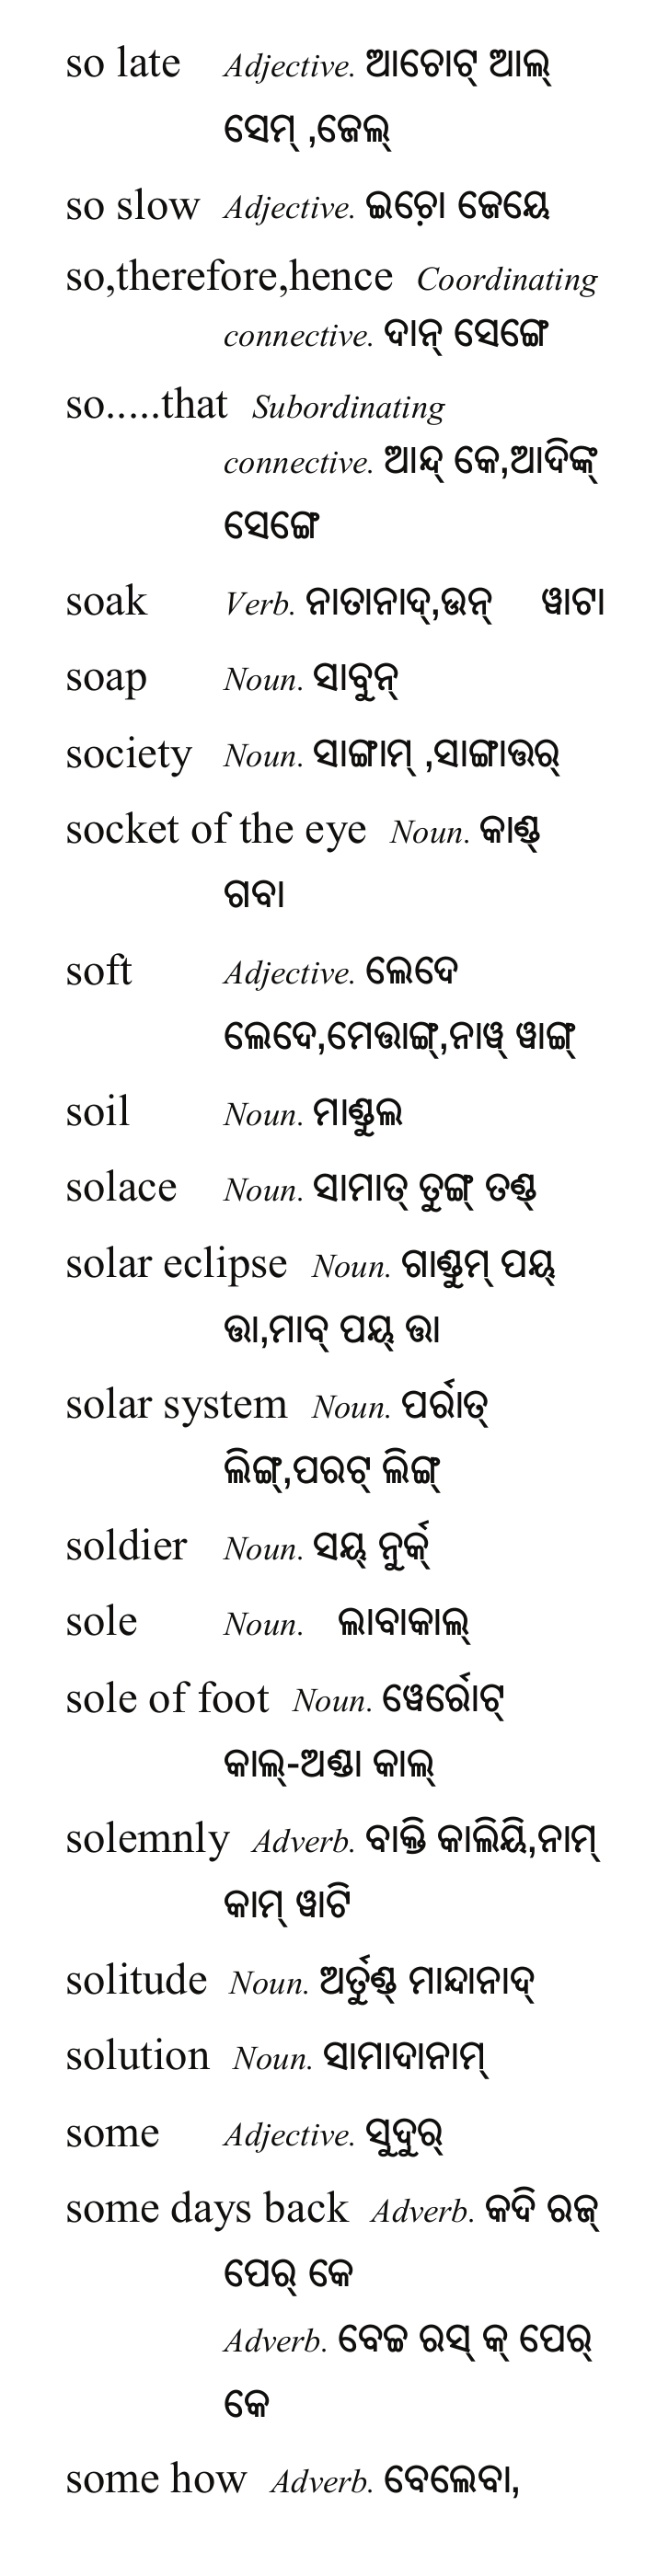 so late Adjective. ଆଚୋଟ୍ ଆଲ୍
ସେମ୍ ,ଜେଲ୍
so slow Adjective. ଇଚ଼ୋ ଜେୟେ
so,therefore,hence Coordinating
connective. ଦାନ୍ ସେଙ୍ଗେ
so.....that Subordinating
connective. ଆନ୍ଦ୍ କେ,ଆଦିଙ୍କ୍
ସେଙ୍ଗେ
soak Verb. ନାତାନାଦ୍,ଉନ୍ ୱାଟା
soap Noun. ସାବୁନ୍
society Noun. ସାଙ୍ଗାମ୍ ,ସାଙ୍ଗାତ୍ତର୍
socket of the eye Noun. କାଣ୍ଡ୍
ଗବା
soft Adjective. ଲେଦେ
ଲେଦେ,ମେତ୍ତାଙ୍ଗ୍,ନାୱ୍ ୱାଙ୍ଗ୍
soil Noun. ମାଣ୍ଡୁଲ
solace Noun. ସାମାତ୍ ତୁଙ୍ଗ୍ ତଣ୍ଡ୍
solar eclipse Noun. ଗାଣ୍ଡୁମ୍ ପୟ୍
ତ୍ତା,ମାବ୍ ପୟ୍ ତ୍ତା
solar system Noun. ପର୍ରାତ୍
ଲିଙ୍ଗ୍,ପରଟ୍ ଲିଙ୍ଗ୍
soldier Noun. ସୟ୍ ନୁର୍କ୍
sole Noun. ଲାବାକାଲ୍
sole of foot Noun. ୱେର୍ରୋଟ୍
କାଲ୍-ଅଣ୍ଡା କାଲ୍
solemnly Adverb. ବାକ୍ତି କାଲିୟି,ନାମ୍
କାମ୍ ୱାଟି
solitude Noun. ଅର୍ତୁଣ୍ଡ୍ ମାନ୍ଦାନାଦ୍
solution Noun. ସାମାଦାନାମ୍
some Adjective. ସୁଦୁର୍
some days back Adverb. କଦି ରଜ୍
ପେର୍ କେ
Adverb. ବେଚ୍ଚ ରସ୍ କ୍ ପେର୍
କେ
some how Adverb. ବେଲେବା,